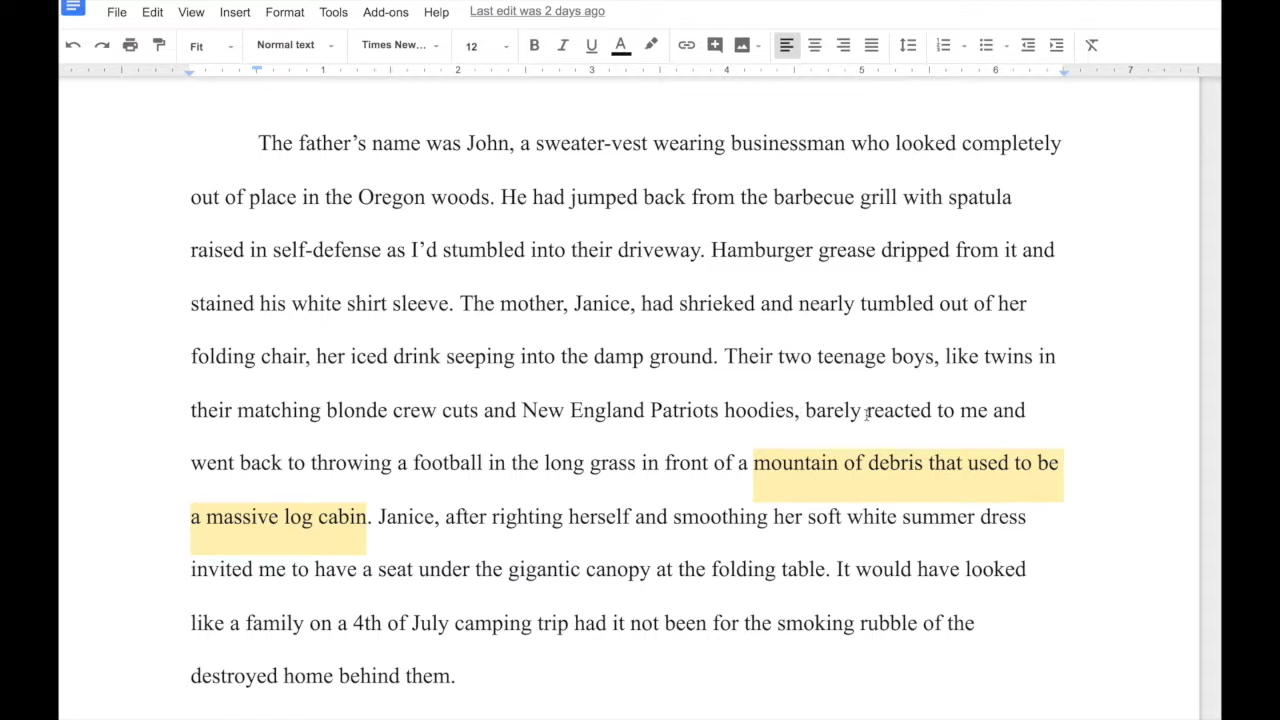 File Edit View Insert Format Tools Add-ons Help Last edit was 2 days ago
Fit Normal text Times New... 12 B I U A
1 2 3 4 5 6 7
The father’s name was John, a sweater-vest wearing businessman who looked completely
out of place in the Oregon woods. He had jumped back from the barbecue grill with spatula
raised in self-defense as I’d stumbled into their driveway. Hamburger grease dripped from it and
stained his white shirt sleeve. The mother, Janice, had shrieked and nearly tumbled out of her
folding chair, her iced drink seeping into the damp ground. Their two teenage boys, like twins in
their matching blonde crew cuts and New England Patriots hoodies, barely reacted to me and
went back to throwing a football in the long grass in front of a mountain of debris that used to be
a massive log cabin. Janice, after righting herself and smoothing her soft white summer dress
invited me to have a seat under the gigantic canopy at the folding table. It would have looked
like a family on a 4th of July camping trip had it not been for the smoking rubble of the
destroyed home behind them.